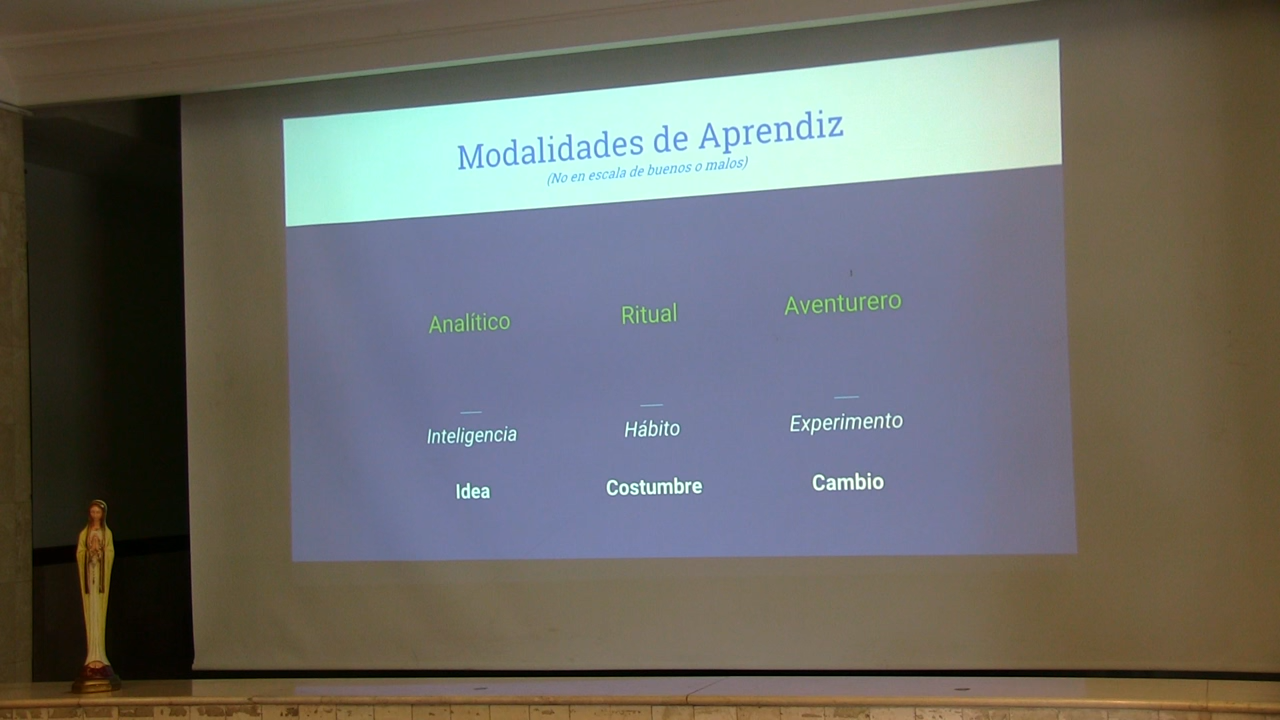 Modalidades de Aprendiz
(No en escala de buenos o malos)
Analítico
Ritual
Aventurero
Inteligencia
Hábito
Experimento
Idea
Costumbre
Cambio